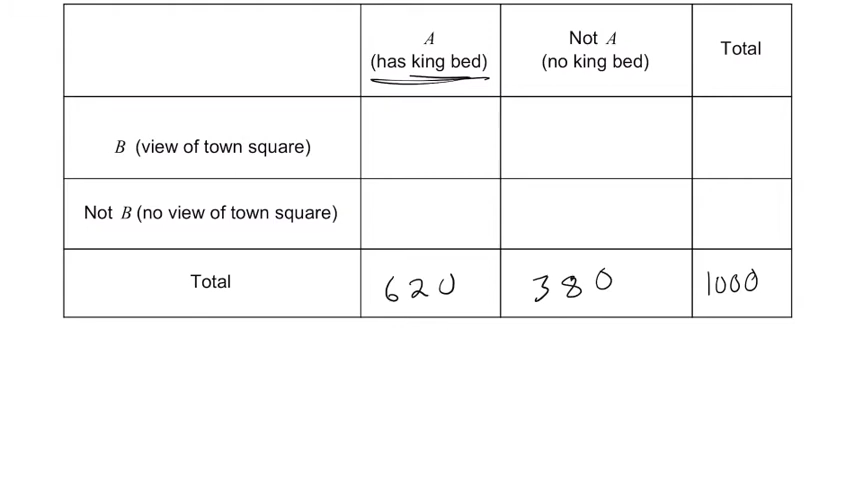 A
(has king bed)
Not A
(no king bed)
Total
B (view of town square)
Not B (no view of town square)
Total
620
380
1000